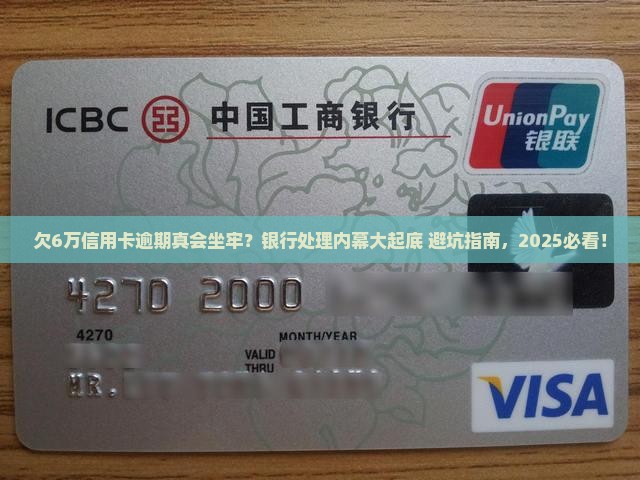 ICBC 中国工商银行
UnionPay
银联
欠6万信用卡逾期真会坐牢？银行处理内幕大起底 避坑指南，2025必看！
4270 2000
4270
MONTH/YEAR
VALID
THRU
MR.
VISA